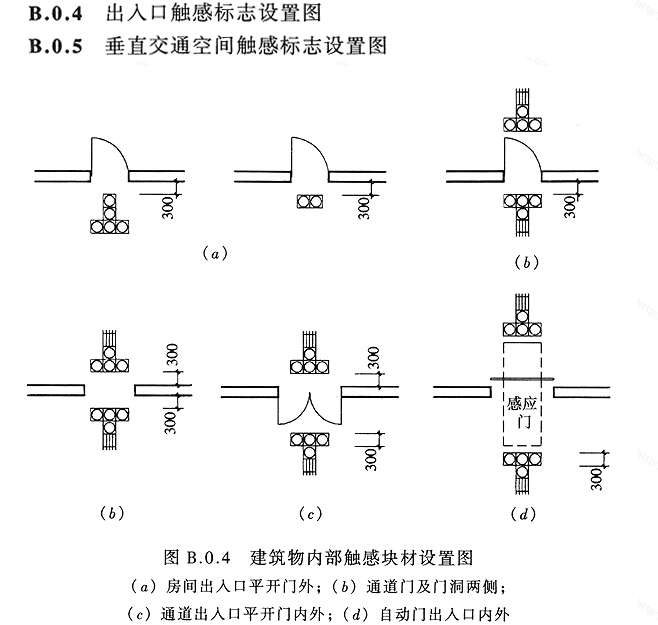 B.0.4 出入口触感标志设置图
B.0.5 垂直交通空间触感标志设置图
300
300
300
(a)
(b)
300
300
300
300
感应
门
300
(b)
(c)
(d)
图 B.0.4 建筑物内部触感块材设置图
(a) 房间出入口平开门外；(b) 通道门及门洞两侧；
(c) 通道出入口平开门内外；(d) 自动门出入口内外